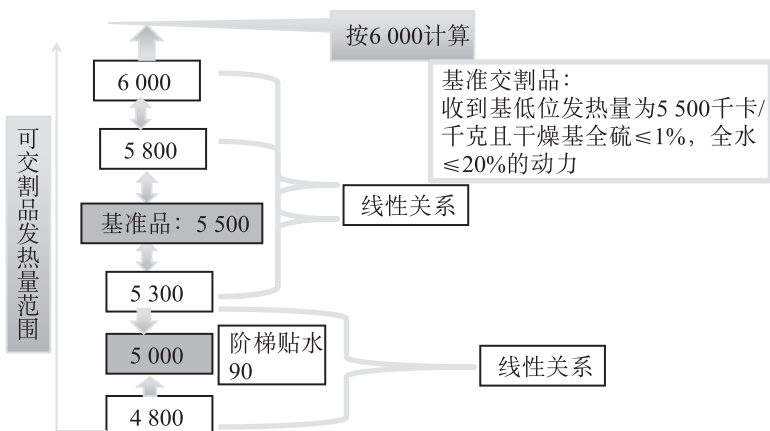 按6 000计算
6 000
基准交割品：
收到基低位发热量为5 500千卡/
千克且干燥基全硫≤1%，全水
≤20%的动力
5 800
可交割品发热量范围
线性关系
基准品：5 500
5 300
阶梯贴水
90
5 000
线性关系
4 800